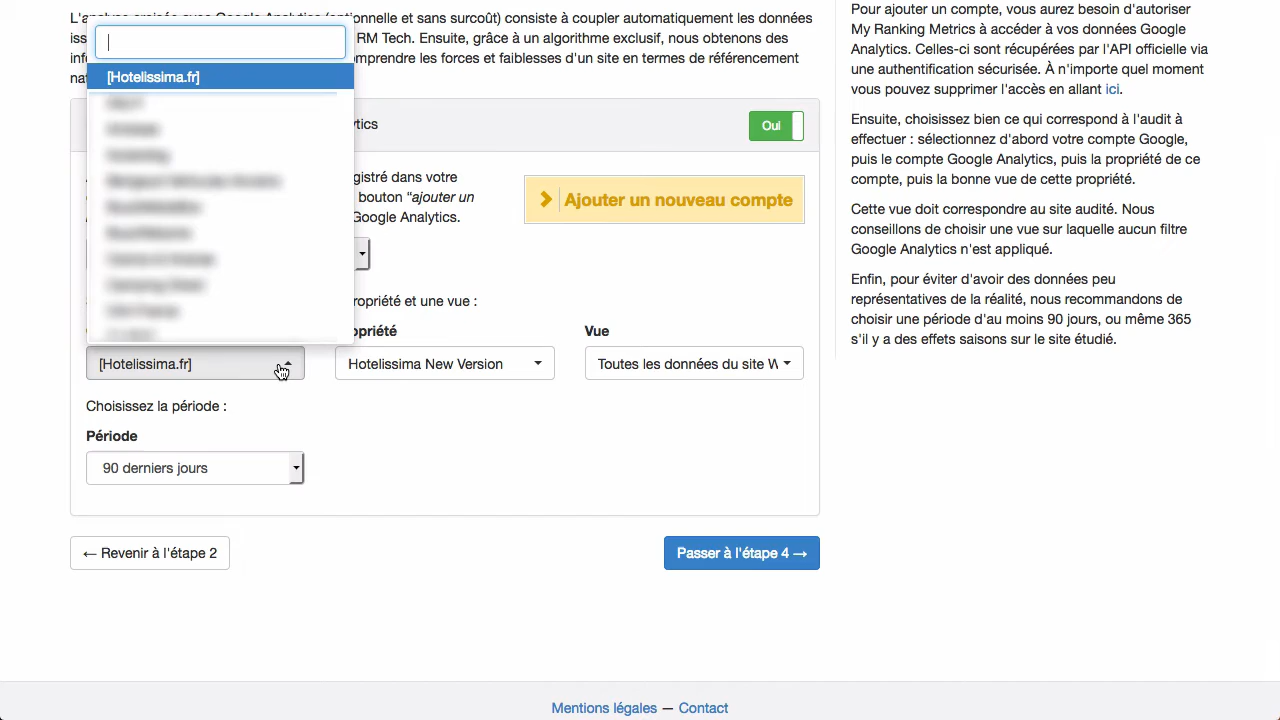 L'analyse croisée avec Google Analytics (optionnelle et sans surcoût) consiste à coupler automatiquement les données
iss RM Tech. Ensuite, grâce à un algorithme exclusif, nous obtenons des
omprendre les forces et faiblesses d'un site en termes de référencement
[Hotelissima.fr]
ytics
Oui
gistré dans votre
bouton “ajouter un
Google Analytics.
Ajouter un nouveau compte
ropriété et une vue :
opriété
Vue
[Hotelissima.fr]
Hotelissima New Version
Toutes les données du site W
Choisissez la période :
Période
90 derniers jours
← Revenir à l'étape 2
Passer à l'étape 4 →
Pour ajouter un compte, vous aurez besoin d'autoriser
My Ranking Metrics à accéder à vos données Google
Analytics. Celles-ci sont récupérées par l'API officielle via
une authentification sécurisée. À n'importe quel moment
vous pouvez supprimer l'accès en allant ici.
Ensuite, choisissez bien ce qui correspond à l'audit à
effectuer : sélectionnez d'abord votre compte Google,
puis le compte Google Analytics, puis la propriété de ce
compte, puis la bonne vue de cette propriété.
Cette vue doit correspondre au site audité. Nous
conseillons de choisir une vue sur laquelle aucun filtre
Google Analytics n'est appliqué.
Enfin, pour éviter d'avoir des données peu
représentatives de la réalité, nous recommandons de
choisir une période d'au moins 90 jours, ou même 365
s'il y a des effets saisons sur le site étudié.
Mentions légales — Contact